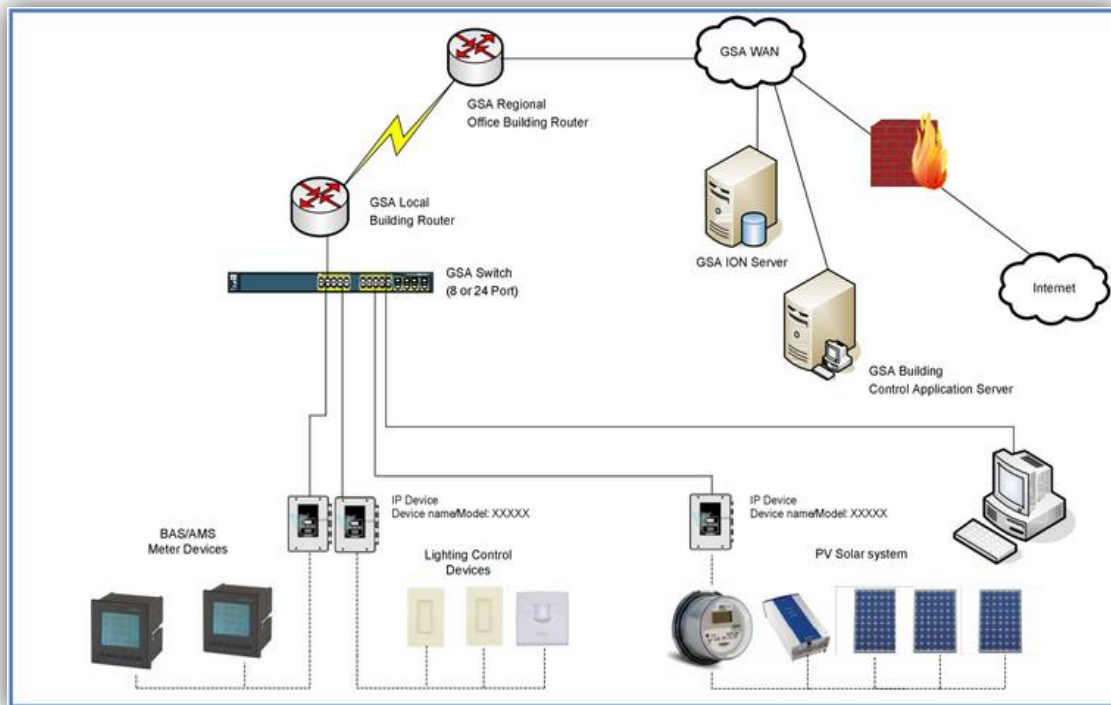 GSA WAN
GSA Regional
Office Building Router
GSA Local
Building Router
GSA ION Server
GSA Switch
(8 or 24 Port)
Internet
GSA Building
Control Application Server
IP Device
Device name/Model: XXXXX
IP Device
Device name/Model: XXXXX
BAS/AMS
Meter Devices
Lighting Control
Devices
PV Solar system